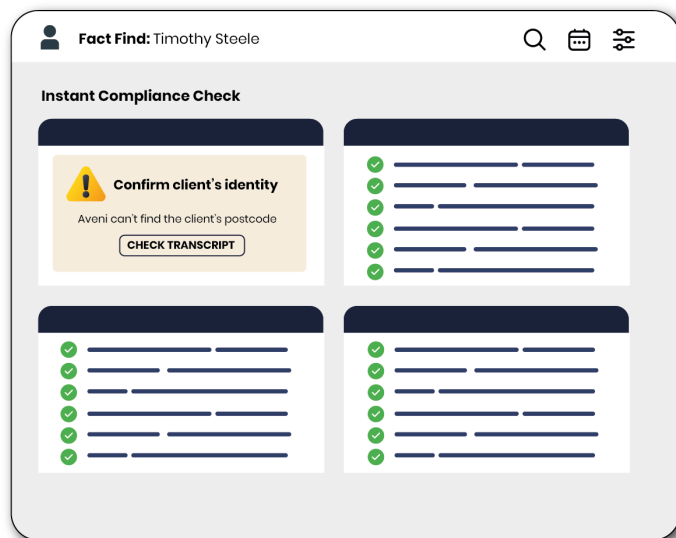 Fact Find: Timothy Steele
Instant Compliance Check
Confirm client's identity
Aveni can't find the client's postcode
CHECK TRANSCRIPT